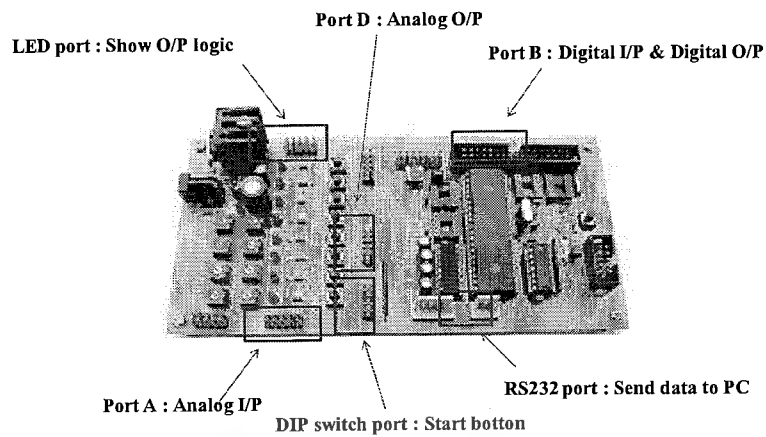 Port D : Analog O/P
LED port : Show O/P logic
Port B : Digital I/P & Digital O/P
RS232 port : Send data to PC
Port A : Analog I/P
DIP switch port : Start botton